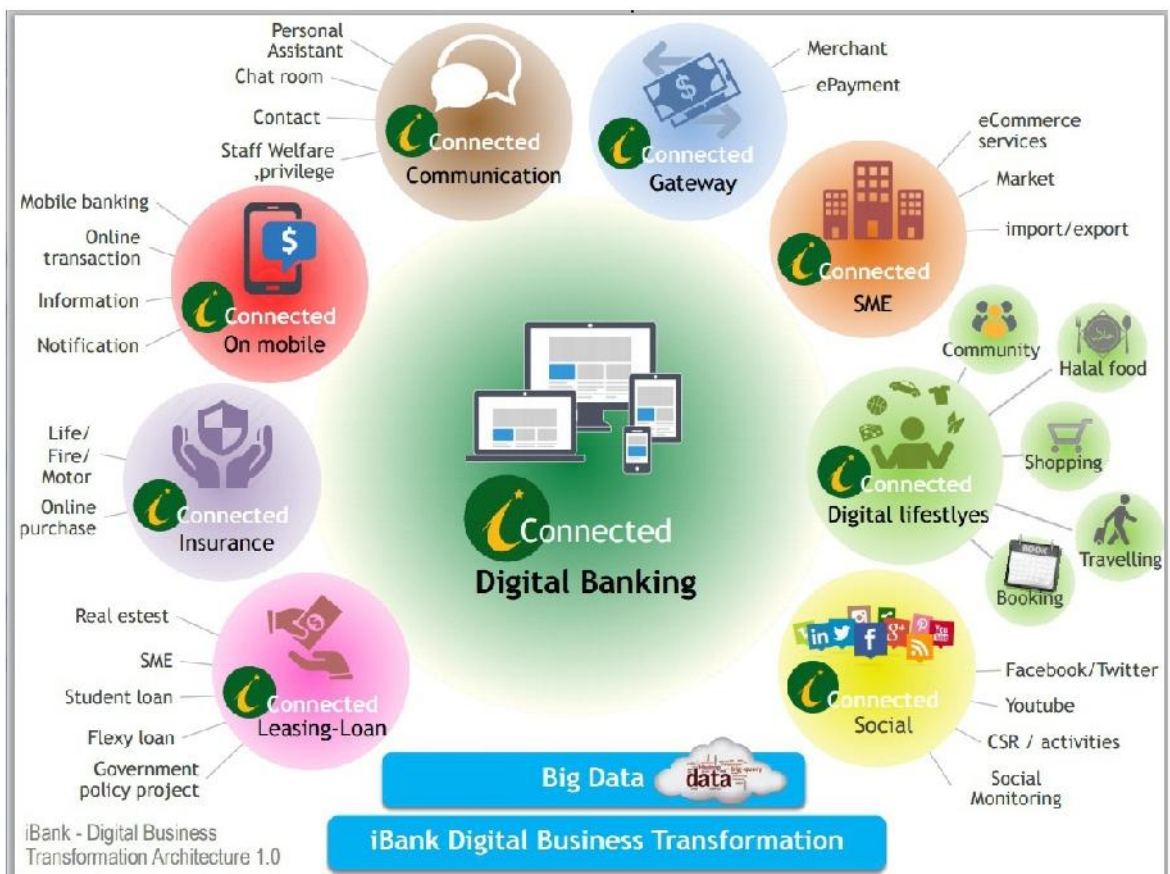 Personal
Assistant
Chat room
Contact
Staff Welfare
,privilege
Connected
Communication
Merchant
ePayment
Connected
Gateway
eCommerce
services
Market
import/export
Connected
SME
Mobile banking
Online
transaction
Information
Notification
Connected
On mobile
Community
Halal food
Shopping
Travelling
BOOK
Booking
Connected
Digital lifestlyes
Life/
Fire/
Motor
Online
purchase
Connected
Insurance
Connected
Digital Banking
Real estest
SME
Student loan
Flexy loan
Government
policy project
Connected
Leasing-Loan
in
f
g+
You
Connected
Social
Facebook/Twitter
Youtube
CSR / activities
Social
Monitoring
Big Data
data
iBank Digital Business Transformation
iBank - Digital Business
Transformation Architecture 1.0